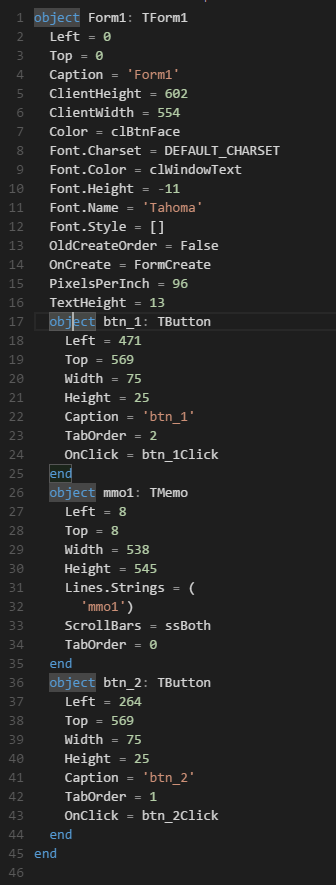 1 object Form1: TForm1
2   Left = 0
3   Top = 0
4   Caption = 'Form1'
5   ClientHeight = 602
6   ClientWidth = 554
7   Color = clBtnFace
8   Font.Charset = DEFAULT_CHARSET
9   Font.Color = clWindowText
10   Font.Height = -11
11   Font.Name = 'Tahoma'
12   Font.Style = []
13   OldCreateOrder = False
14   OnCreate = FormCreate
15   PixelsPerInch = 96
16   TextHeight = 13
17   object btn_1: TButton
18     Left = 471
19     Top = 569
20     Width = 75
21     Height = 25
22     Caption = 'btn_1'
23     TabOrder = 2
24     OnClick = btn_1Click
25   end
26   object mmo1: TMemo
27     Left = 8
28     Top = 8
29     Width = 538
30     Height = 545
31     Lines.Strings = (
32       'mmo1')
33     ScrollBars = ssBoth
34     TabOrder = 0
35   end
36   object btn_2: TButton
37     Left = 264
38     Top = 569
39     Width = 75
40     Height = 25
41     Caption = 'btn_2'
42     TabOrder = 1
43     OnClick = btn_2Click
44   end
45 end
46